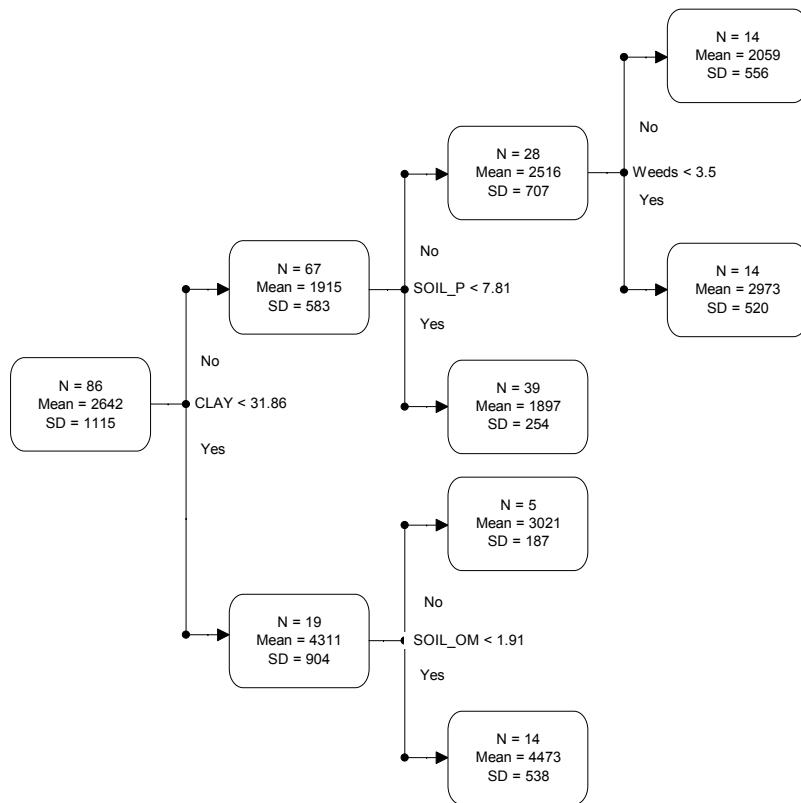 N = 14
Mean = 2059
SD = 556
No
N = 28
Mean = 2516
SD = 707
Weeds < 3.5
Yes
N = 67
Mean = 1915
SD = 583
No
SOIL_P < 7.81
N = 14
Mean = 2973
SD = 520
Yes
No
N = 86
Mean = 2642
SD = 1115
CLAY < 31.86
N = 39
Mean = 1897
SD = 254
Yes
N = 5
Mean = 3021
SD = 187
No
N = 19
Mean = 4311
SD = 904
SOIL_OM < 1.91
Yes
N = 14
Mean = 4473
SD = 538